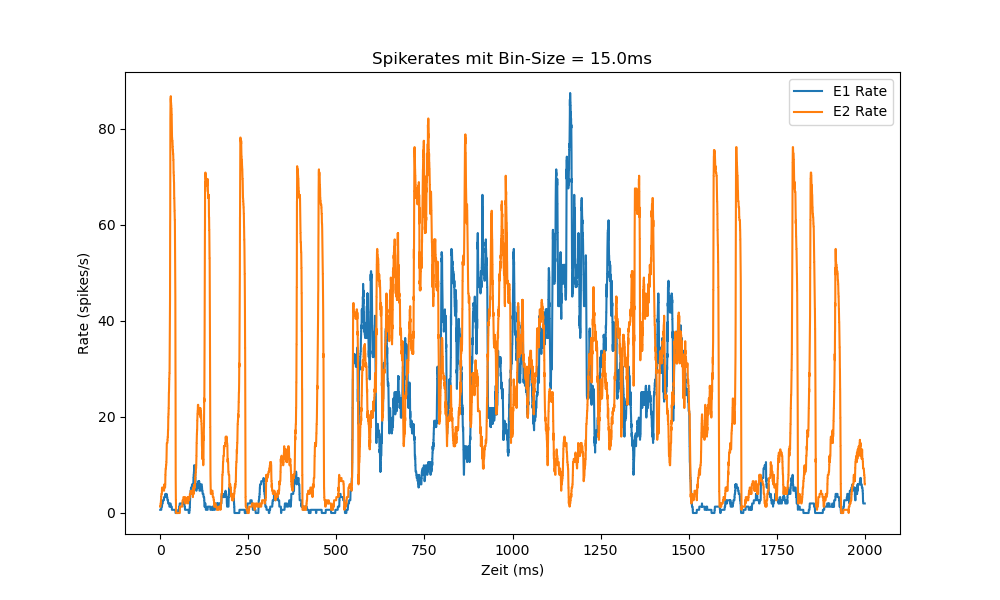 Spikerates mit Bin-Size = 15.0ms
E1 Rate
E2 Rate
Rate (spikes/s)
80
60
40
20
0
0 250 500 750 1000 1250 1500 1750 2000
Zeit (ms)